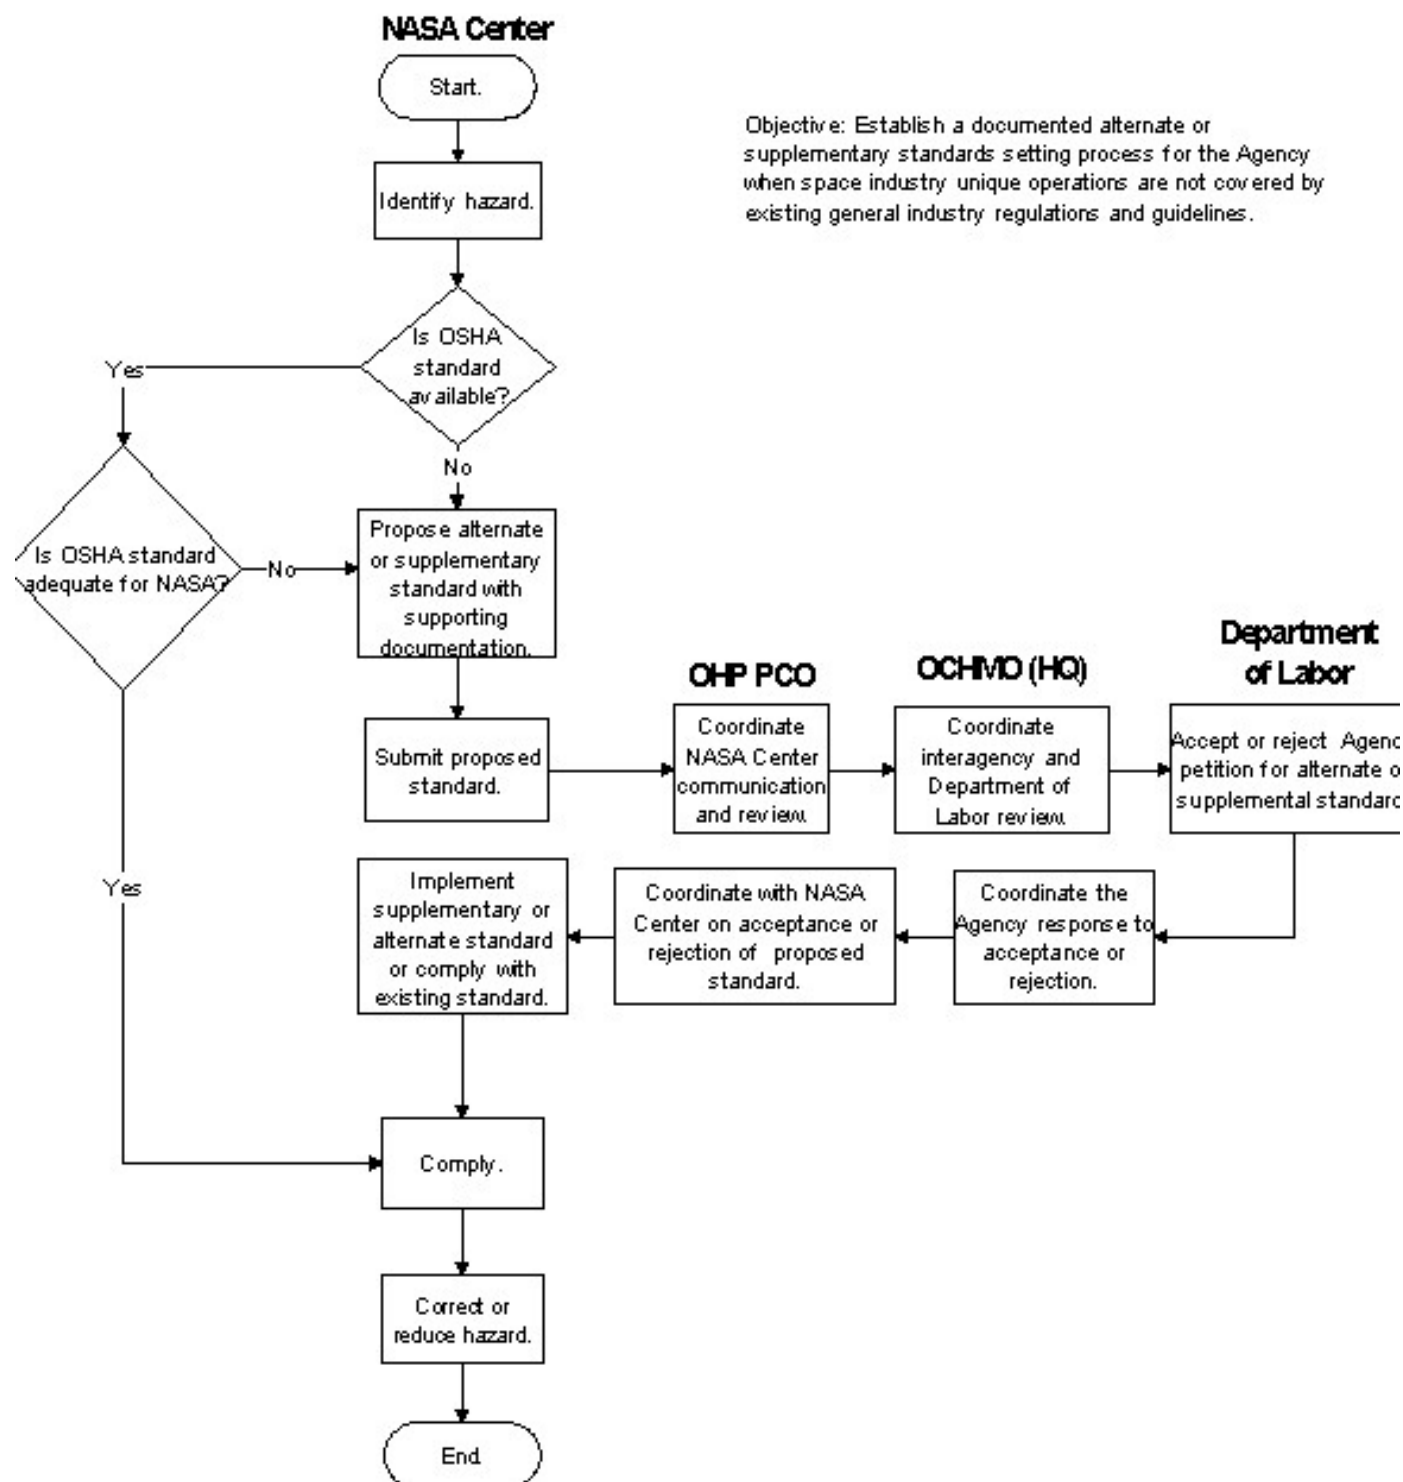 NASA Center
Start.
Objective: Establish a documented alternate or
supplementary standards setting process for the Agency
when space industry unique operations are not covered by
existing general industry regulations and guidelines.
Identify hazard.
Is OSHA
standard
available?
Yes
No
Is OSHA standard
adequate for NASA?
No
Propose alternate
or supplementary
standard with
supporting
documentation.
Submit proposed
standard.
OHP PCO
Coordinate
NASA Center
communication
and review.
OCHMO (HQ)
Coordinate
interagency and
Department of
Labor review.
Department
of Labor
Accept or reject Agenc
petition for alternate o
supplemental standard
Yes
Implement
supplementary or
alternate standard
or comply with
existing standard.
Coordinate with NASA
Center on acceptance or
rejection of proposed
standard.
Coordinate the
Agency response to
acceptance or
rejection.
Comply.
Correct or
reduce hazard.
End.